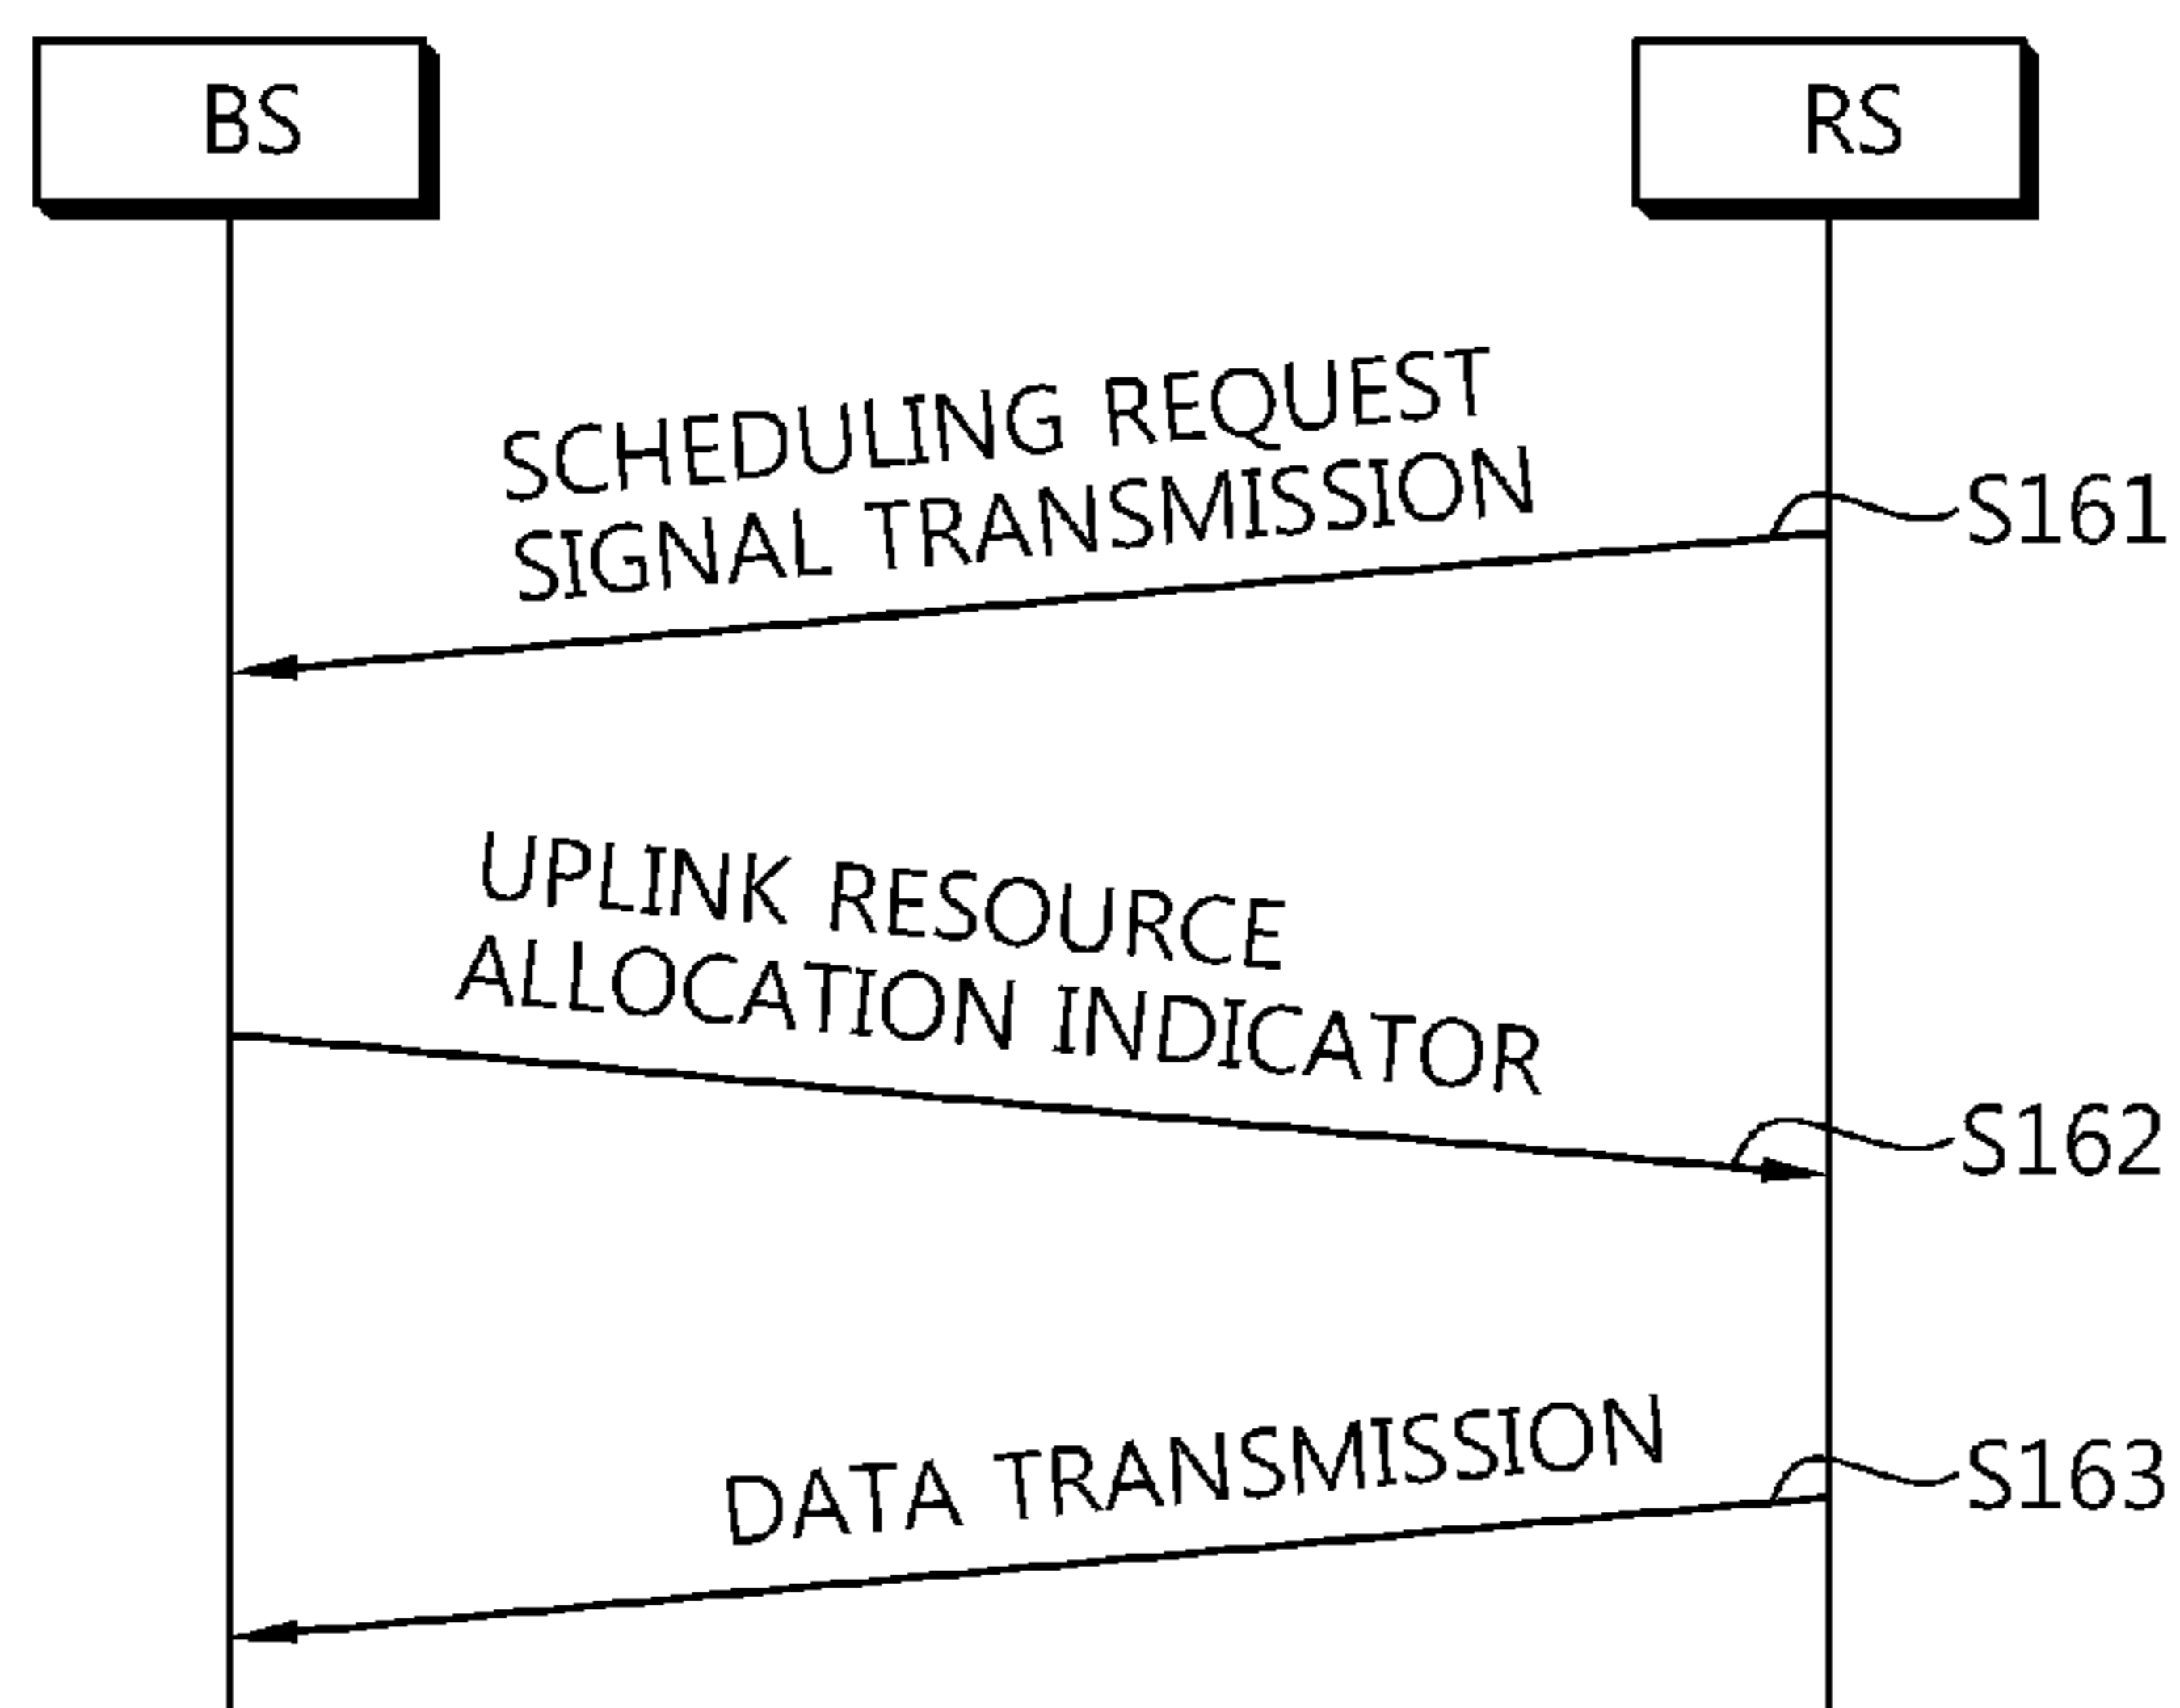 BS
RS
SCHEDULING REQUEST
SIGNAL TRANSMISSION
S161
UPLINK RESOURCE
ALLOCATION INDICATOR
S162
DATA TRANSMISSION
S163